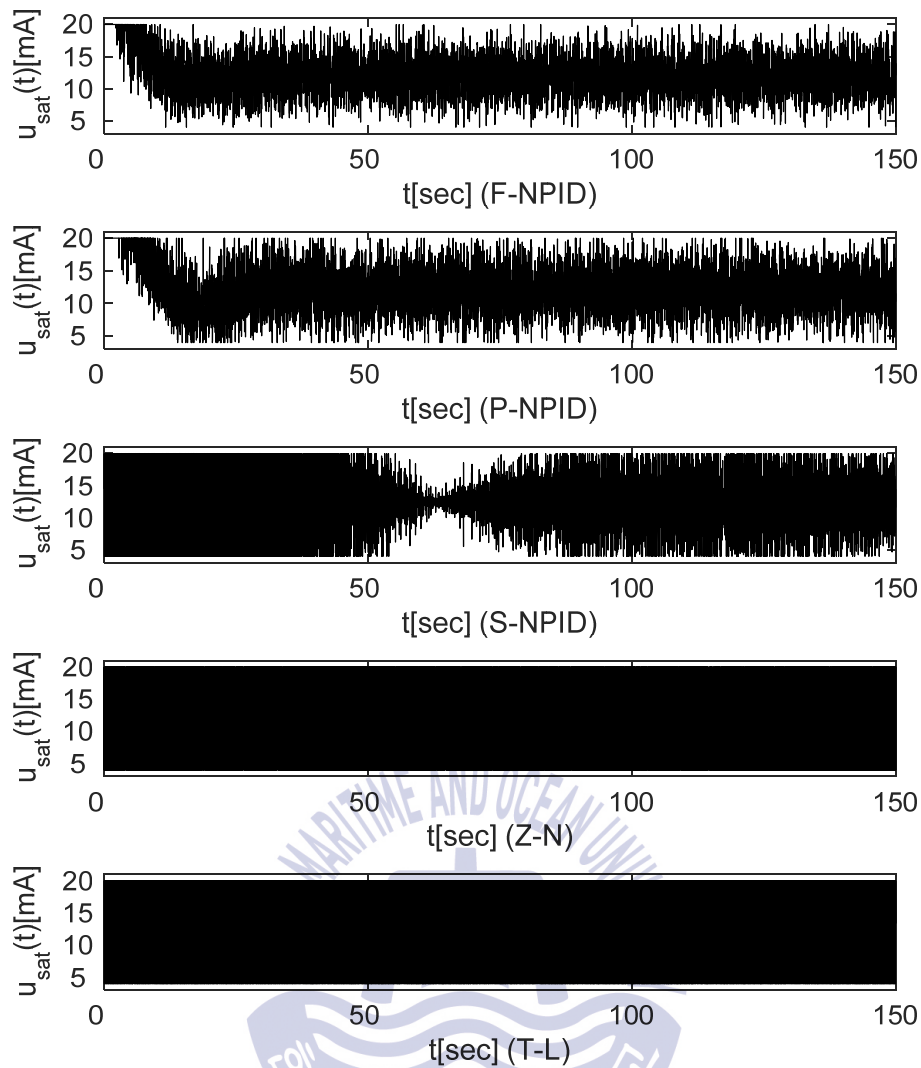 u_sat(t)[mA]
20
15
10
5
0 50 100 150
t[sec] (F-NPID)
u_sat(t)[mA]
20
15
10
5
0 50 100 150
t[sec] (P-NPID)
u_sat(t)[mA]
20
15
10
5
0 50 100 150
t[sec] (S-NPID)
u_sat(t)[mA]
20
15
10
5
0 50 100 150
t[sec] (Z-N)
MARITIME AND OCEAN
u_sat(t)[mA]
20
15
10
5
0 50 100 150
t[sec] (T-L)